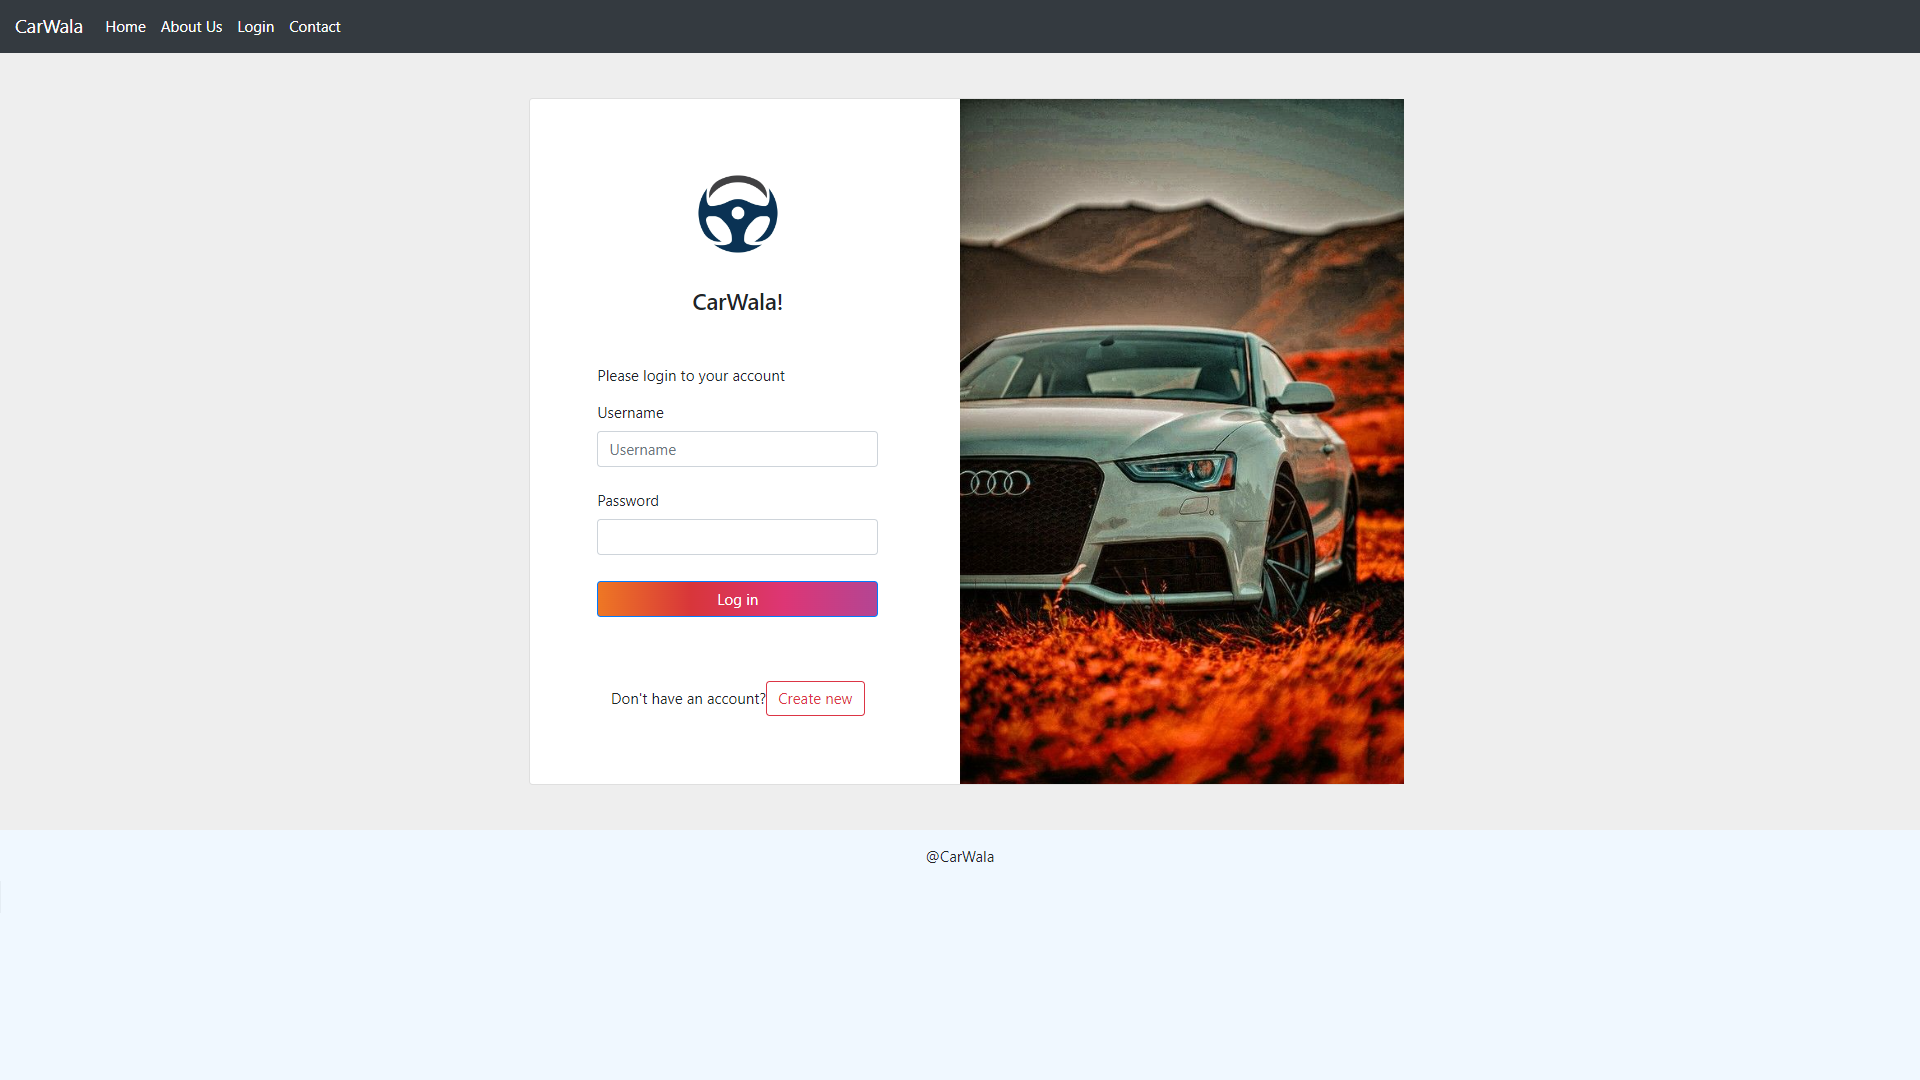 CarWala Home About Us Login Contact
CarWala!
Please login to your account
Username
Username
Password
Log in
Don't have an account? Create new
@CarWala